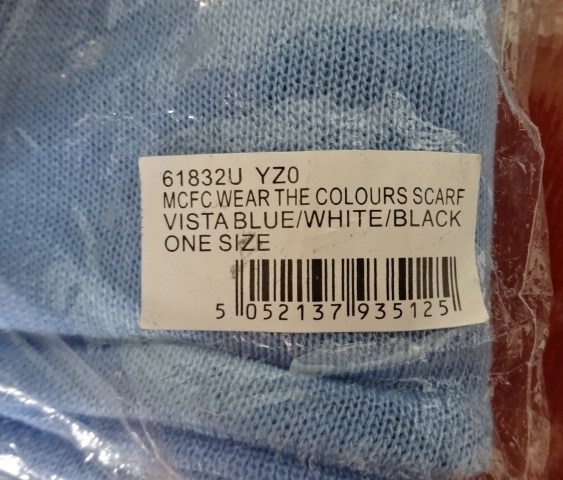 61832U YZ0
MCFC WEAR THE COLOURS SCARF
VISTA BLUE/WHITE/BLACK
ONE SIZE
5 052137 935125